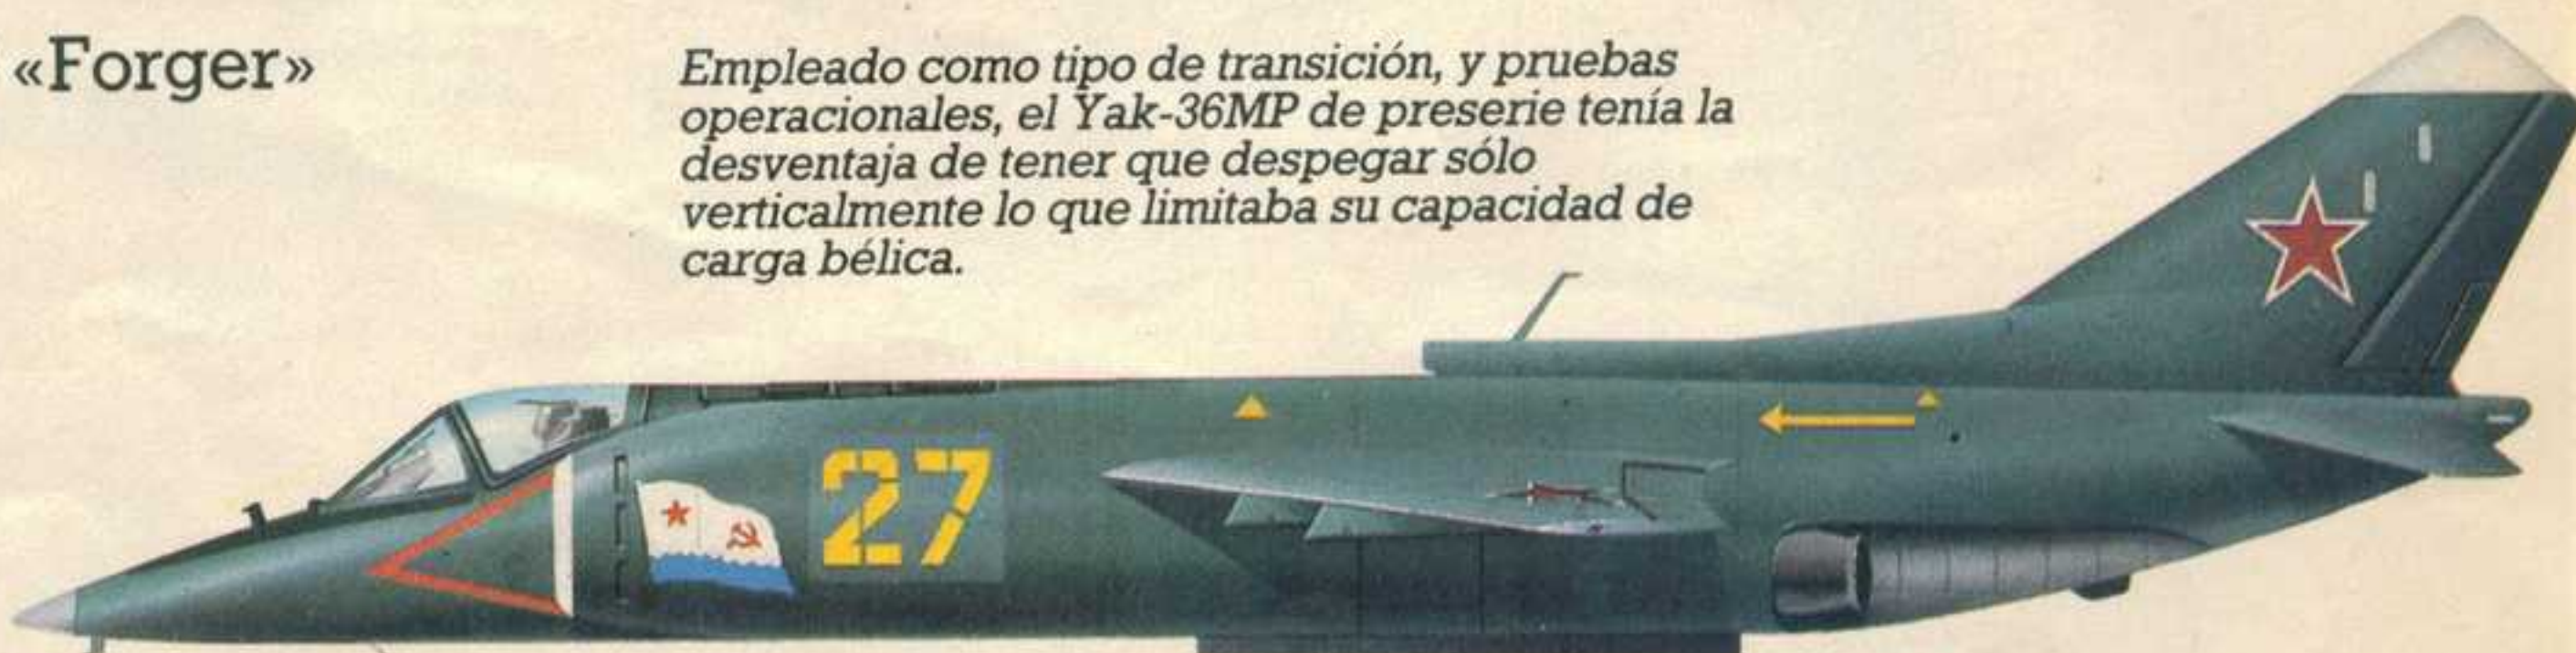 «Forger»
Empleado como tipo de transición, y pruebas
operacionales, el Yak-36MP de preserie tenía la
desventaja de tener que despegar sólo
verticalmente lo que limitaba su capacidad de
carga bélica.
27